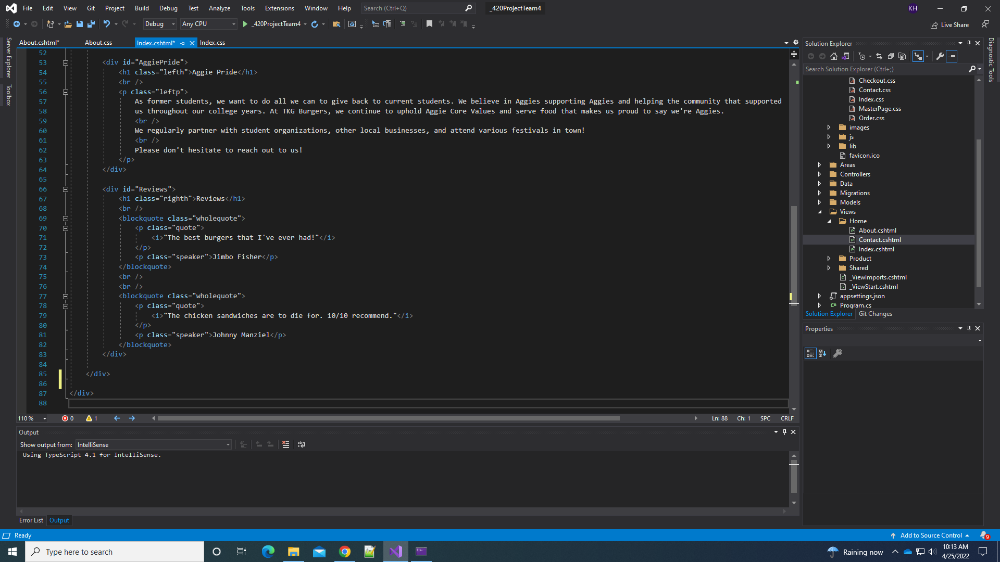 File Edit View Git Project Build Debug Test Analyze Tools Extensions Window Help Search (Ctrl+Q) _420ProjectTeam4 KH
Debug Any CPU _420ProjectTeam4 Live Share
Server Explorer
Toolbox
About.cshtml* About.css Index.cshtml* Index.css
52
53 <div id="AggiePride">
54 <h1 class="lefth">Aggie Pride</h1>
55 <br />
56 <p class="leftp">
57 As former students, we want to do all we can to give back to current students. We believe in Aggies supporting Aggies and helping the community that supported
58 us throughout our college years. At TKG Burgers, we continue to uphold Aggie Core Values and serve food that makes us proud to say we're Aggies.
59 <br />
60 We regularly partner with student organizations, other local businesses, and attend various festivals in town!
61 <br />
62 Please don't hesitate to reach out to us!
63 </p>
64 </div>
65
66 <div id="Reviews">
67 <h1 class="righth">Reviews</h1>
68 <br />
69 <blockquote class="wholequote">
70 <p class="quote">
71 <i>"The best burgers that I've ever had!"</i>
72 </p>
73 <p class="speaker">Jimbo Fisher</p>
74 </blockquote>
75 <br />
76 <br />
77 <blockquote class="wholequote">
78 <p class="quote">
79 <i>"The chicken sandwiches are to die for. 10/10 recommend."</i>
80 </p>
81 <p class="speaker">Johnny Manziel</p>
82 </blockquote>
83 </div>
84
85 </div>
86
87 </div>
88
110 % 0 1 Ln: 88 Ch: 1 SPC CRLF
Output
Show output from: IntelliSense
Using TypeScript 4.1 for IntelliSense.
Error List Output
Solution Explorer
Search Solution Explorer (Ctrl+;)
Checkout.css
Contact.css
Index.css
MasterPage.css
Order.css
images
js
lib
favicon.ico
Areas
Controllers
Data
Migrations
Models
Views
Home
About.cshtml
Contact.cshtml
Index.cshtml
Product
Shared
_ViewImports.cshtml
_ViewStart.cshtml
appsettings.json
C# Program.cs
Solution Explorer Git Changes
Properties
Diagnostic Tools
Ready Add to Source Control 9
Type here to search Raining now 10:13 AM
4/25/2022